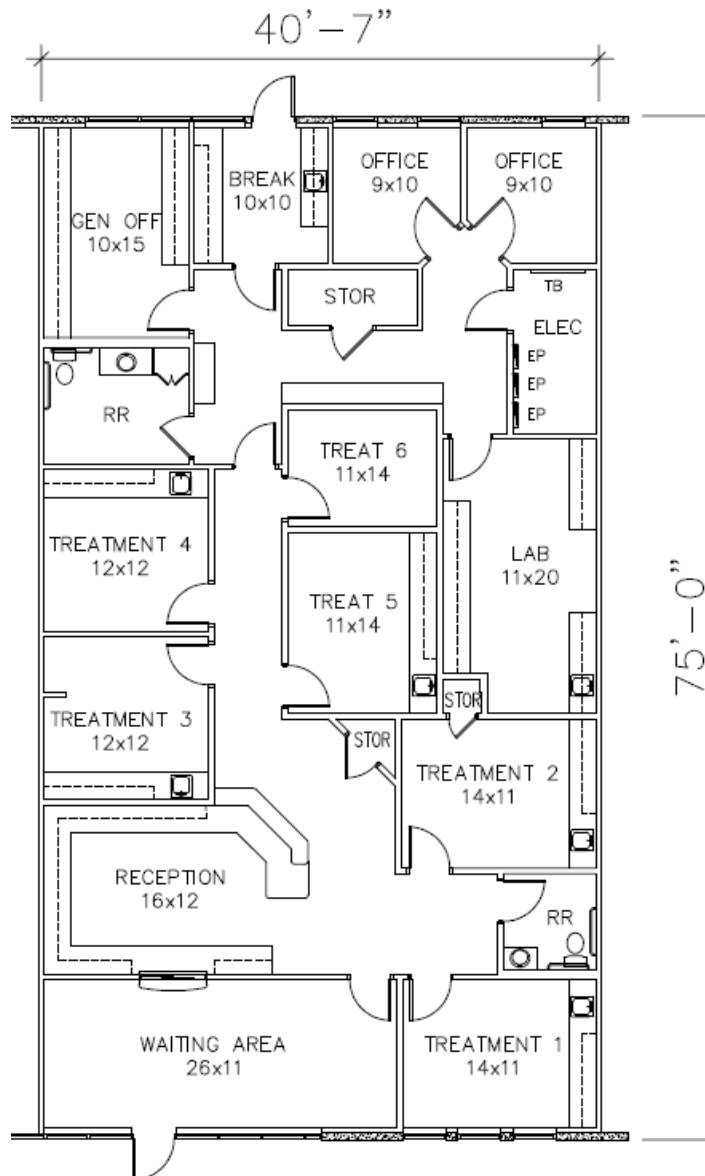 40'-7"
OFFICE
9x10
OFFICE
9x10
BREAK
10x10
GEN OFF
10x15
STOR
TB
ELEC
EP
EP
EP
RR
TREAT 6
11x14
TREATMENT 4
12x12
LAB
11x20
TREAT 5
11x14
75'-0"
STOR
TREATMENT 3
12x12
STOR
TREATMENT 2
14x11
RECEPTION
16x12
RR
WAITING AREA
26x11
TREATMENT 1
14x11